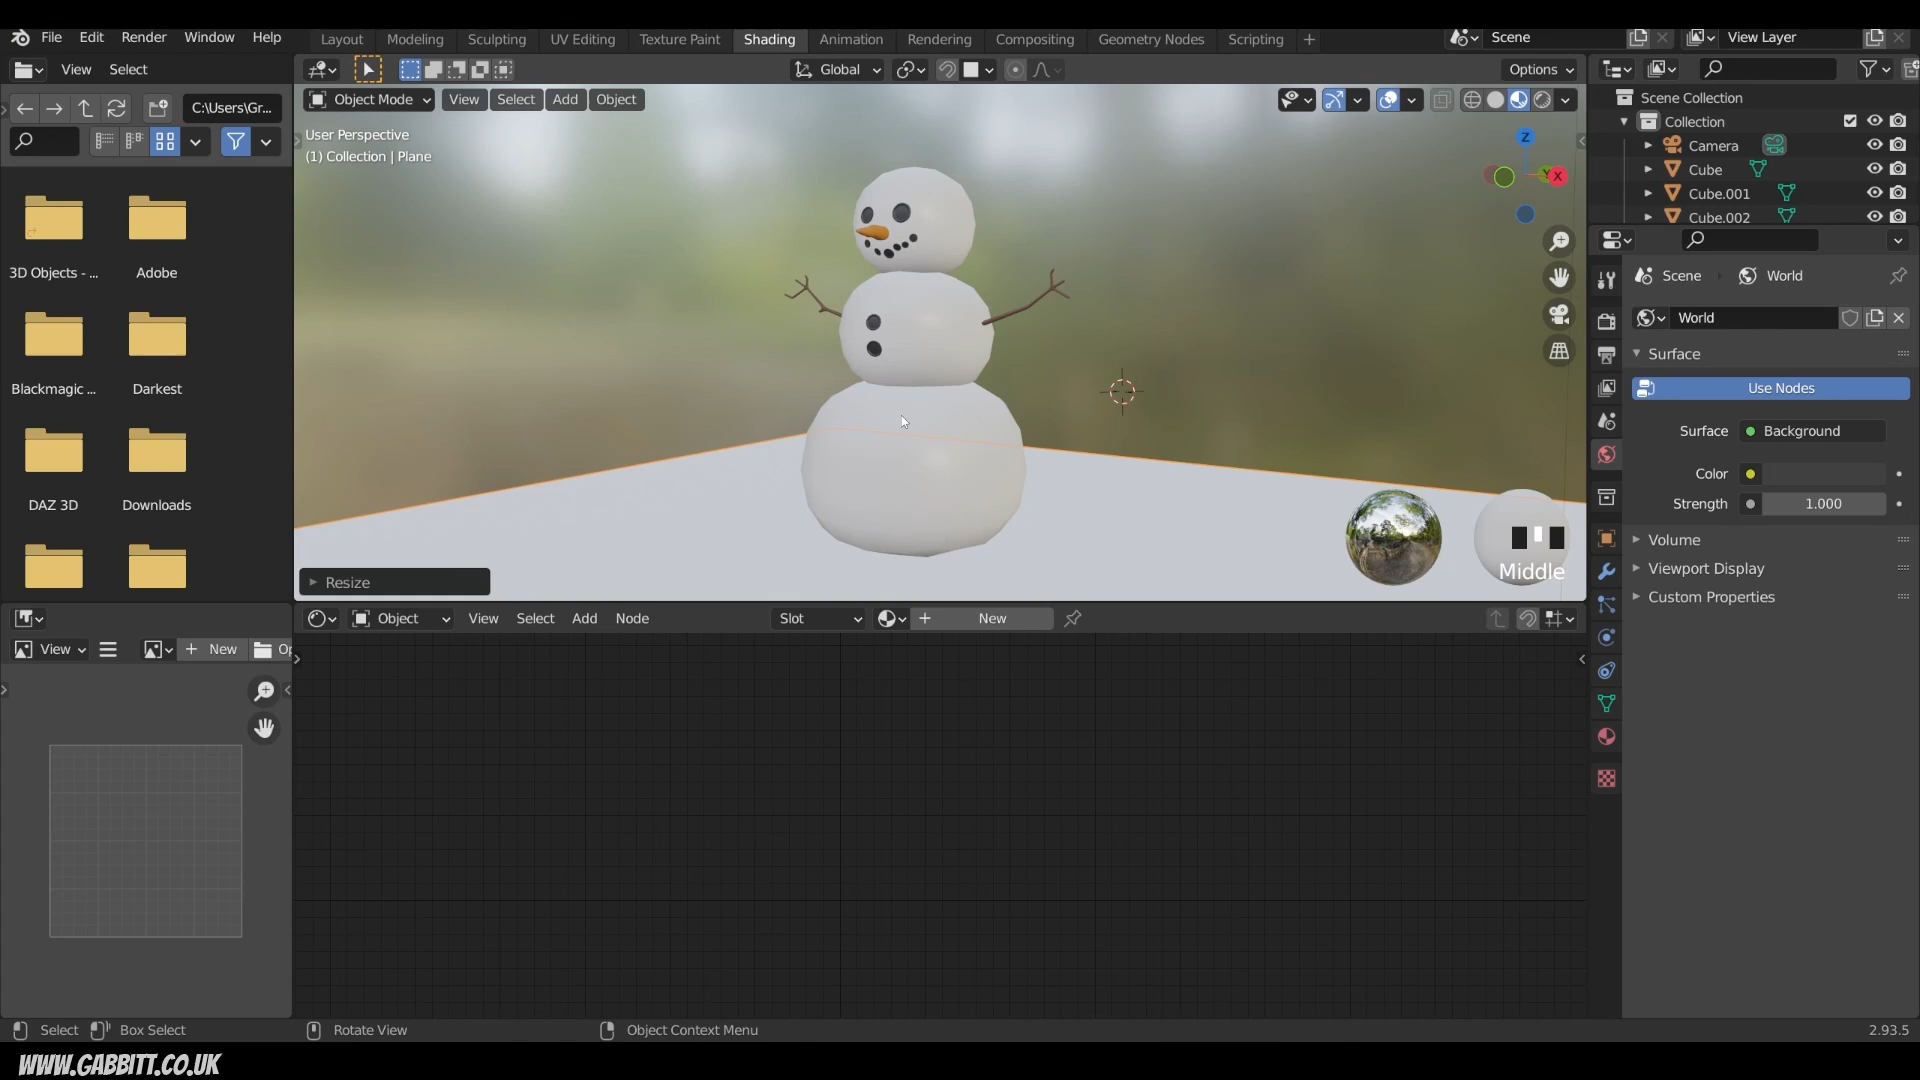 File Edit Render Window Help
Layout Modeling Sculpting UV Editing Texture Paint Shading Animation Rendering Compositing Geometry Nodes Scripting +
Scene
View Layer
View Select
Global
Options
C:\Users\Gr...
Object Mode View Select Add Object
User Perspective
(1) Collection | Plane
Z
Y
X
Scene Collection
Collection
Camera
Cube
Cube.001
Cube.002
3D Objects - ...
Adobe
Blackmagic ...
Darkest
DAZ 3D
Downloads
Scene
World
World
Surface
Use Nodes
Surface Background
Color
Strength 1.000
Volume
Viewport Display
Custom Properties
Middle
Resize
Object View Select Add Node
Slot
+ New
View
+ New
Op
Select
Box Select
Rotate View
Object Context Menu
2.93.5
WWW.GABBITT.CO.UK